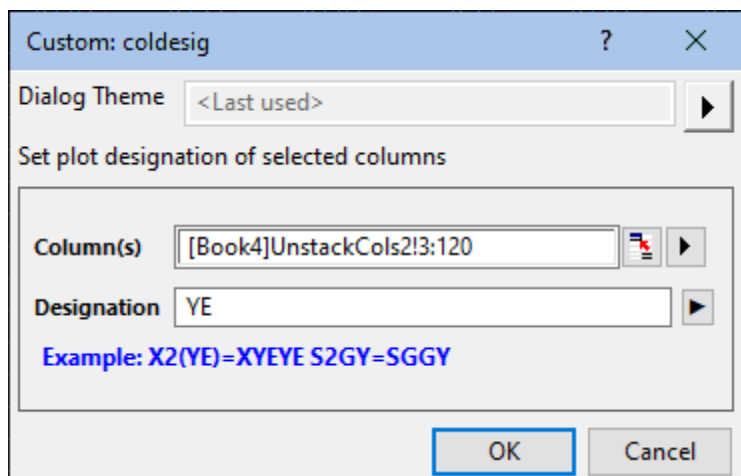 Custom: coldesig ?
Dialog Theme <Last used>
Set plot designation of selected columns
Column(s) [Book4]UnstackCols2!3:120
Designation YE
Example: X2(YE)=XYEYE S2GY=SGGY
OK Cancel